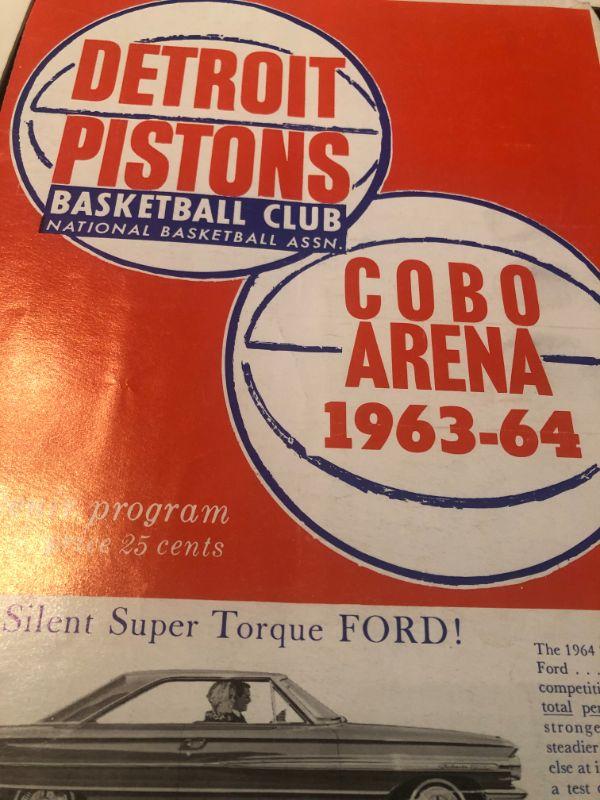 DETROIT
PISTONS
BASKETBALL CLUB
NATIONAL BASKETBALL ASSN.
COBO
ARENA
1963-64
program
price 25 cents
Silent Super Torque FORD!
The 1964
Ford . . .
competiti
total per
stronge
steadier
else at i
a test